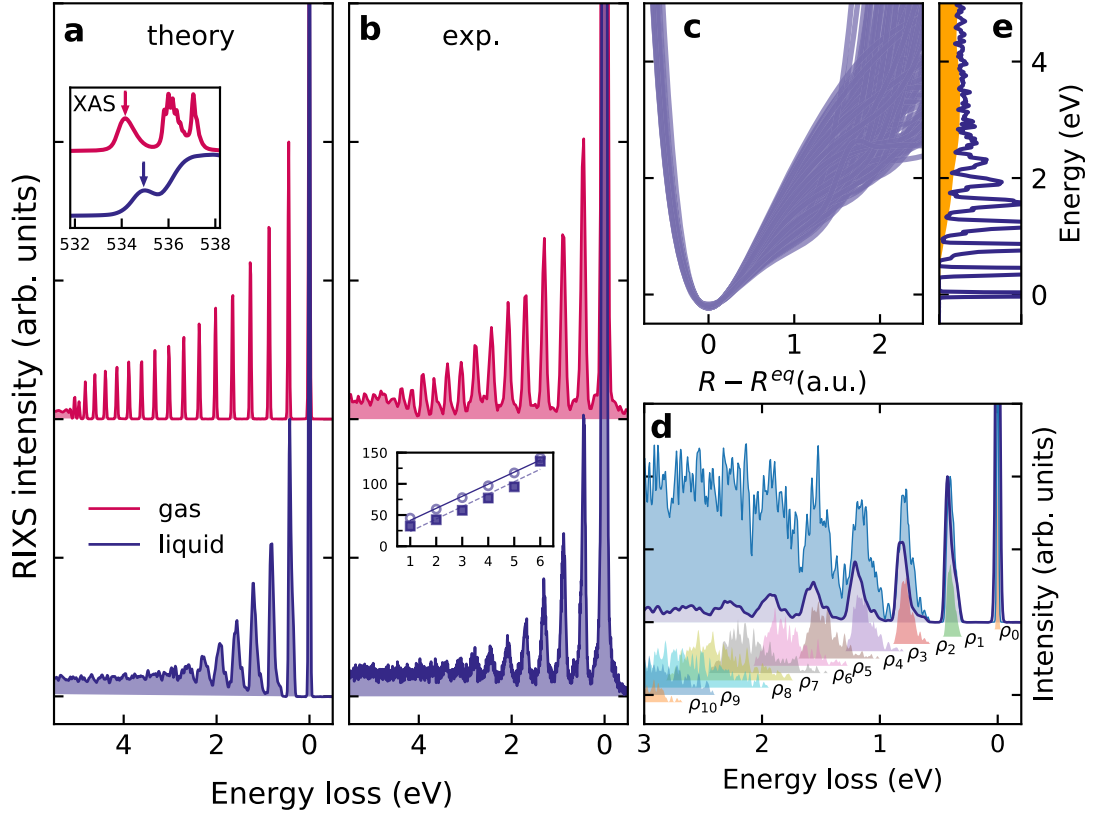 a theory
XAS
532 534 536 538
RIXS intensity (arb. units)
gas
liquid
4 2 0
b exp.
150
100
50
0
1 2 3 4 5 6
4 2 0
Energy loss (eV)
c
0 1 2
R − R^eq(a.u.)
e
4
2
0
Energy (eV)
d
ρ0
ρ1
ρ2
ρ3
ρ4
ρ5
ρ6
ρ7
ρ8
ρ9
ρ10
3 2 1 0
Energy loss (eV)
Intensity (arb. units)